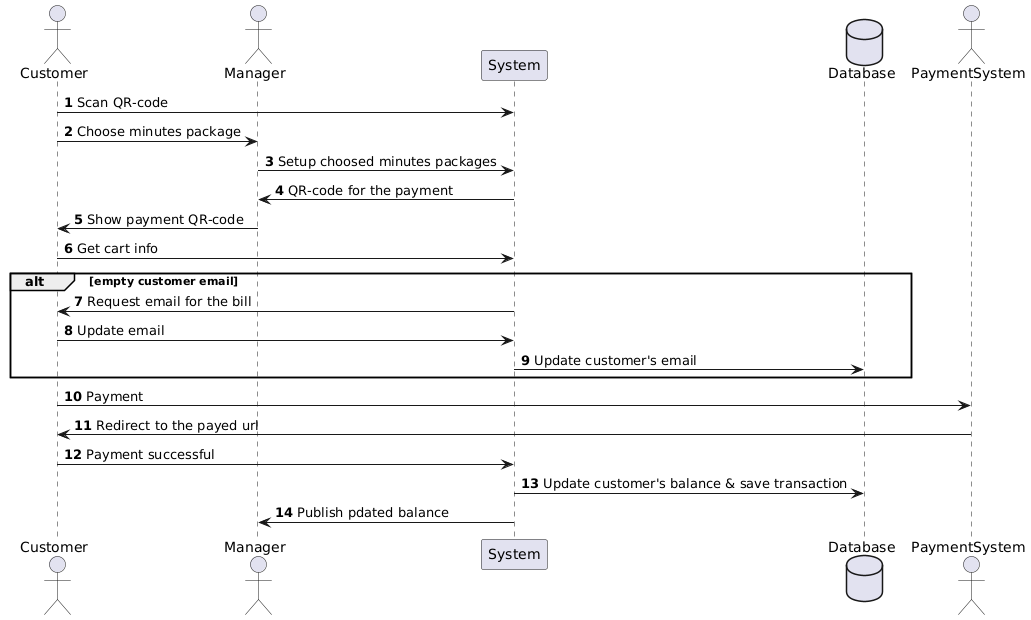 Customer Manager System Database PaymentSystem
1 Scan QR-code
2 Choose minutes package
3 Setup choosed minutes packages
4 QR-code for the payment
5 Show payment QR-code
6 Get cart info
alt [empty customer email]
7 Request email for the bill
8 Update email
9 Update customer's email
10 Payment
11 Redirect to the payed url
12 Payment successful
13 Update customer's balance & save transaction
14 Publish pdated balance
Customer Manager System Database PaymentSystem